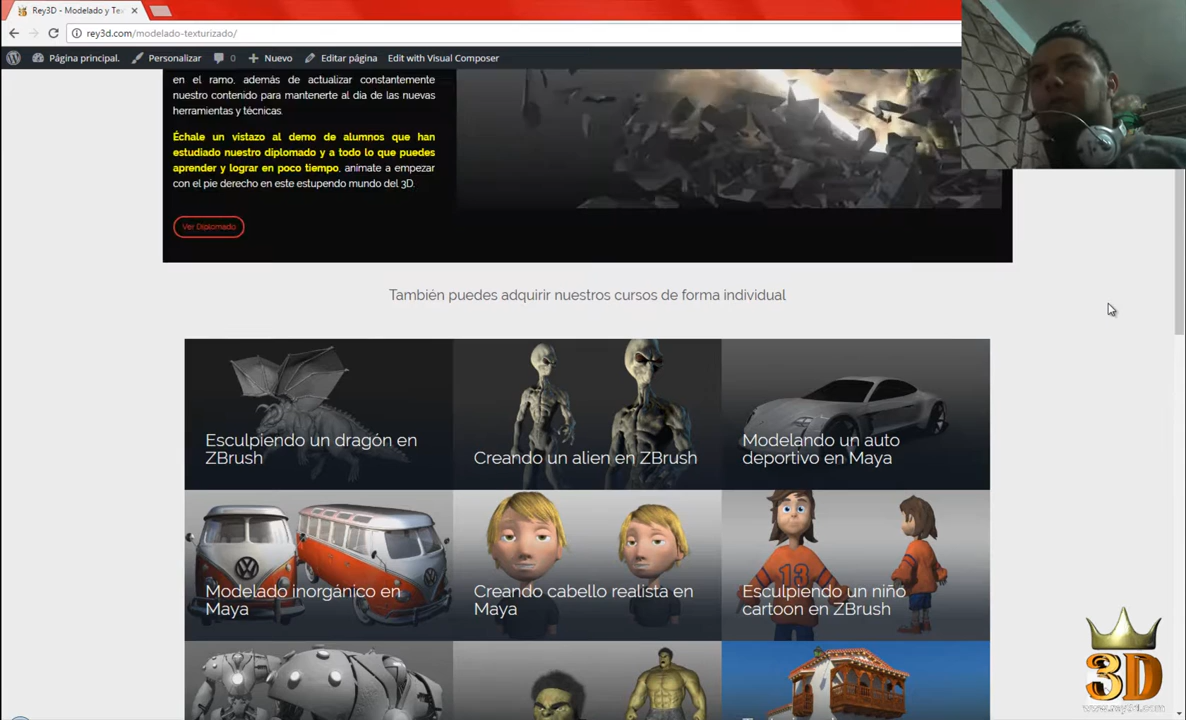 Rey3D - Modelado y Te
rey3d.com/modelado-texturizado/
Página principal. Personalizar 0 Nuevo Editar página Edit with Visual Composer
en el ramo, además de actualizar constantemente
nuestro contenido para mantenerte al día de las nuevas
herramientas y técnicas.
Échale un vistazo al demo de alumnos que han
estudiado nuestro diplomado y a todo lo que puedes
aprender y lograr en poco tiempo, anímate a empezar
con el pie derecho en este estupendo mundo del 3D.
Ver Diplomado
También puedes adquirir nuestros cursos de forma individual
Esculpiendo un dragón en
ZBrush
Creando un alien en ZBrush
Modelando un auto
deportivo en Maya
Modelado inorgánico en
Maya
Creando cabello realista en
Maya
13
Esculpiendo un niño
cartoon en ZBrush
3D
www.rey3d.com